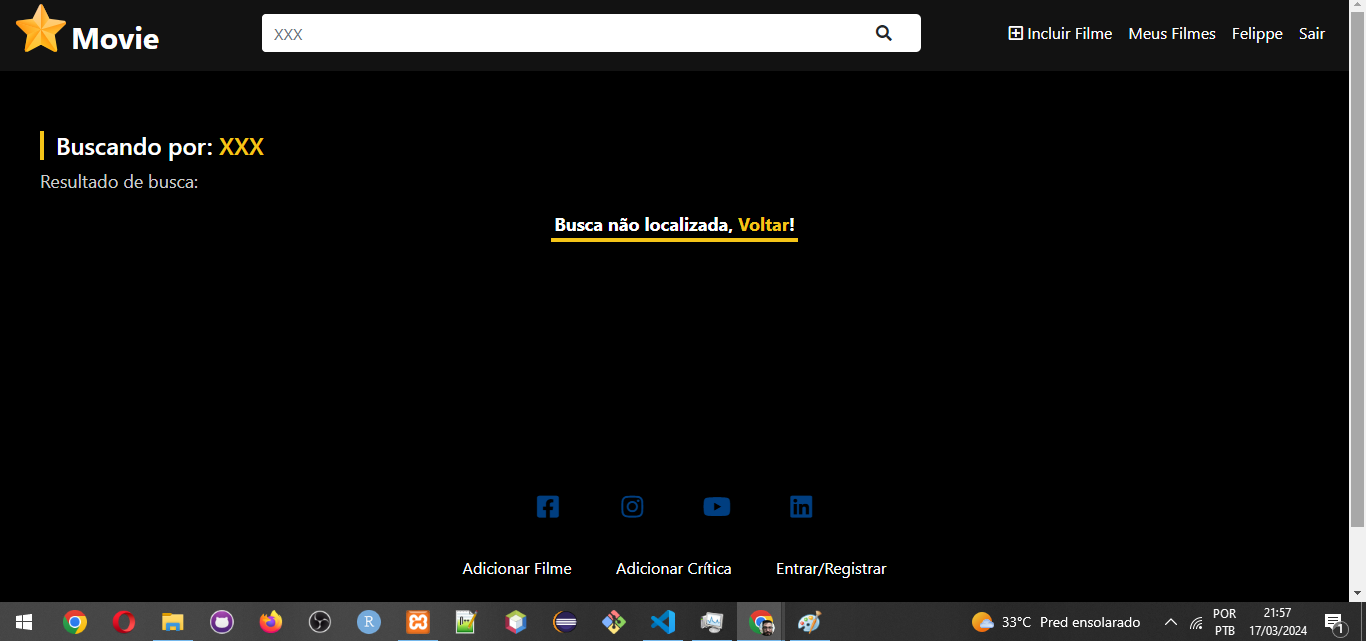 Movie
XXX
Incluir Filme Meus Filmes Felippe Sair
Buscando por: XXX
Resultado de busca:
Busca não localizada, Voltar!
Adicionar Filme Adicionar Crítica Entrar/Registrar
33°C Pred ensolarado
POR
PTB
21:57
17/03/2024
1